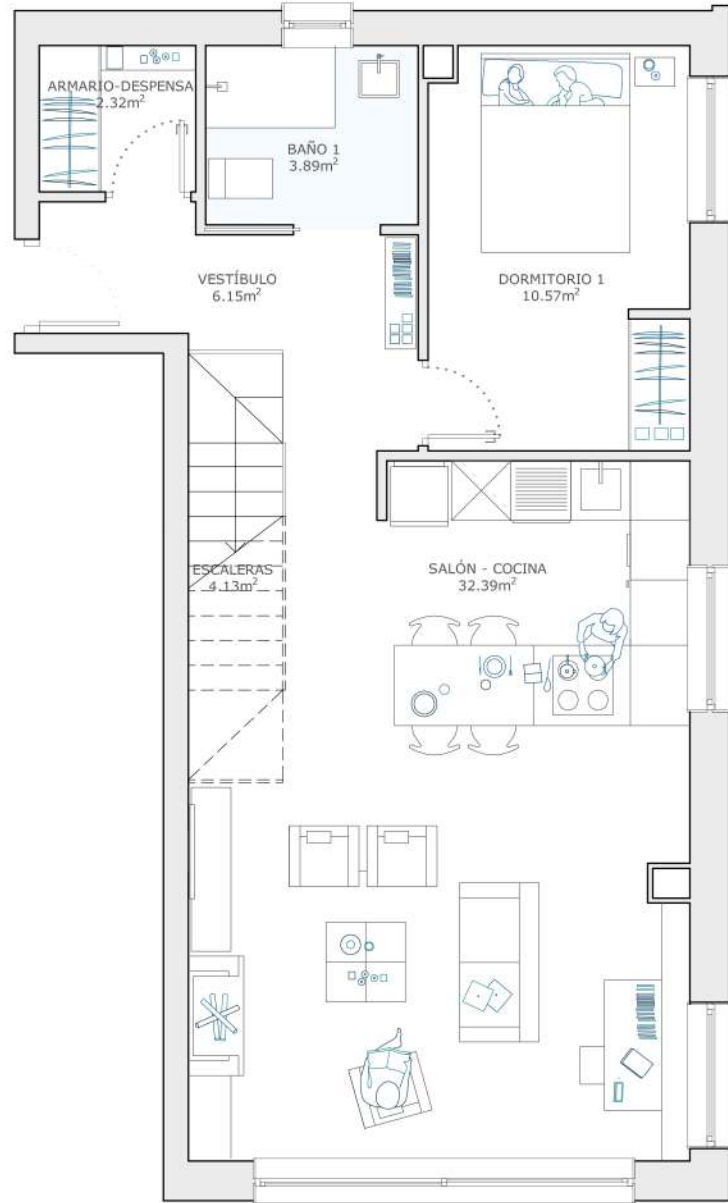 ARMARIO-DESPENSA
2.32m²
BAÑO 1
3.89m²
VESTÍBULO
6.15m²
DORMITORIO 1
10.57m²
ESCALERAS
4.13m²
SALÓN - COCINA
32.39m²